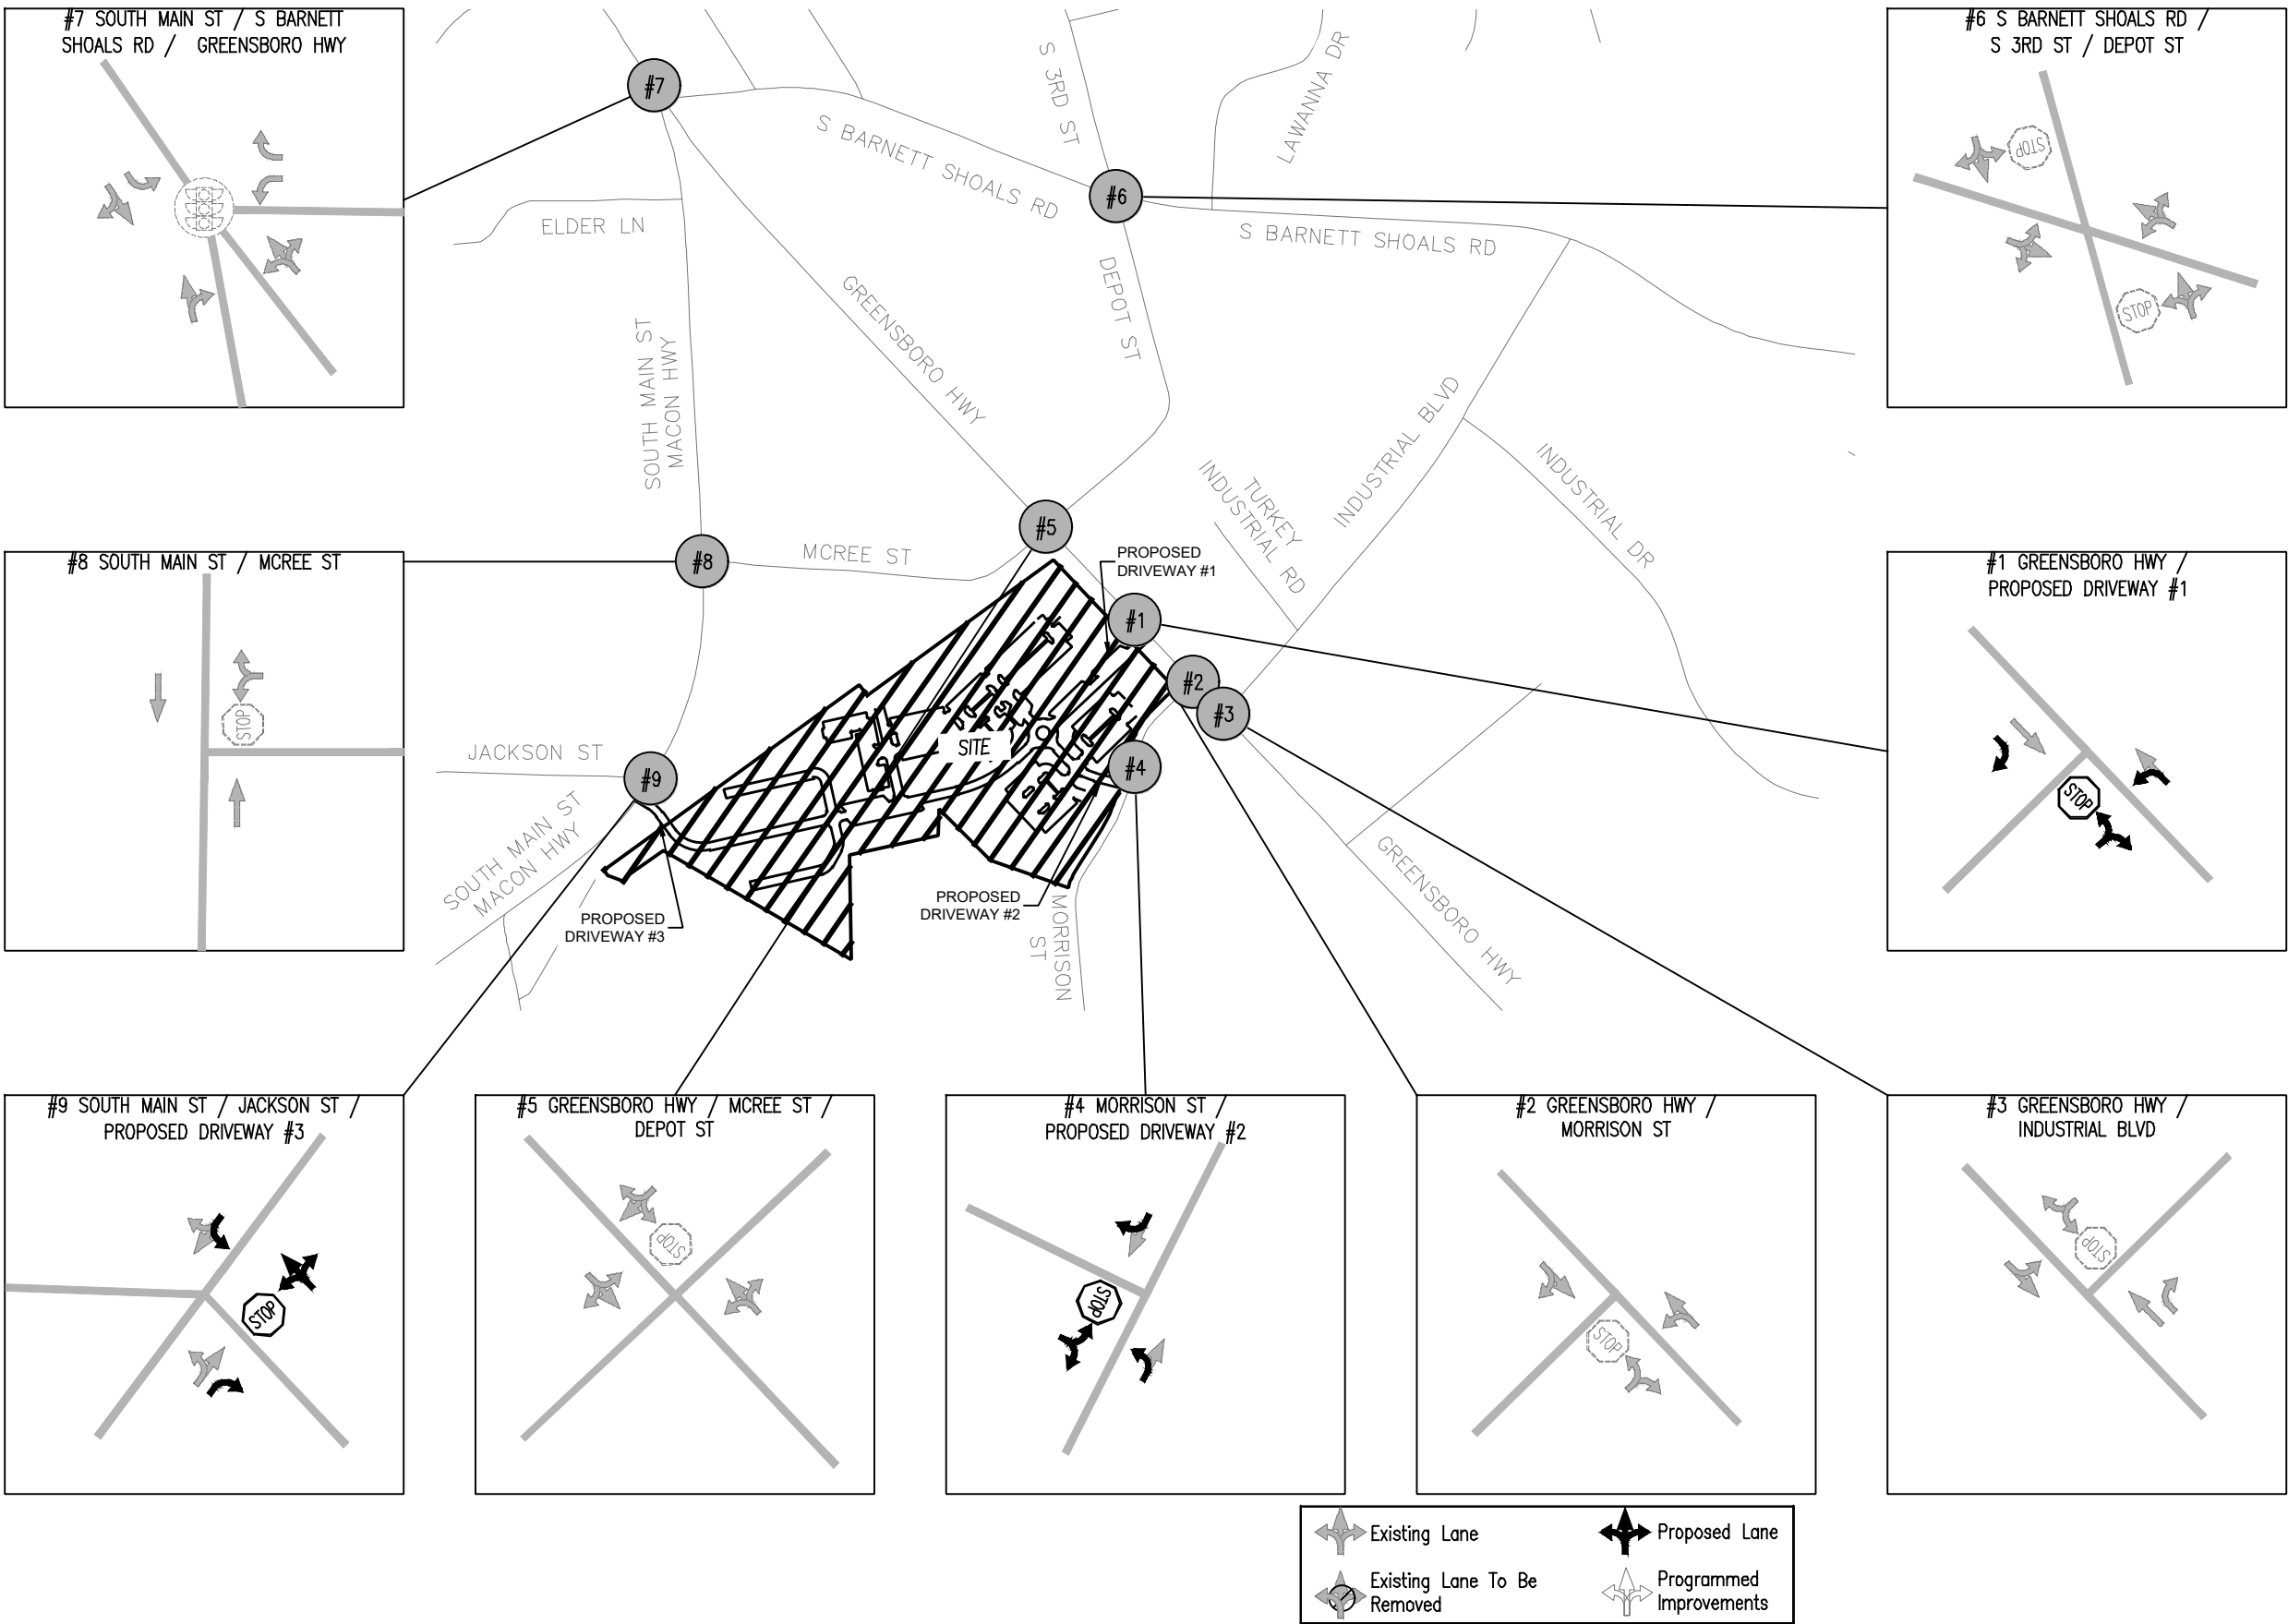 #7 SOUTH MAIN ST / S BARNETT
SHOALS RD / GREENSBORO HWY
#6 S BARNETT SHOALS RD /
S 3RD ST / DEPOT ST
STOP
STOP
#7
S 3RD ST
LAWANNA DR
S BARNETT SHOALS RD
#6
S BARNETT SHOALS RD
ELDER LN
DEPOT ST
GREENSBORO HWY
SOUTH MAIN ST
MACON HWY
INDUSTRIAL BLVD
TURKEY
INDUSTRIAL RD
INDUSTRIAL DR
#5
#8
MCREE ST
PROPOSED
DRIVEWAY #1
#1
#2
#3
#4
SITE
JACKSON ST
#9
SOUTH MAIN ST
MACON HWY
PROPOSED
DRIVEWAY #3
PROPOSED
DRIVEWAY #2
MORRISON
ST
GREENSBORO HWY
#8 SOUTH MAIN ST / MCREE ST
STOP
#1 GREENSBORO HWY /
PROPOSED DRIVEWAY #1
STOP
#9 SOUTH MAIN ST / JACKSON ST /
PROPOSED DRIVEWAY #3
STOP
#5 GREENSBORO HWY / MCREE ST /
DEPOT ST
STOP
#4 MORRISON ST /
PROPOSED DRIVEWAY #2
STOP
#2 GREENSBORO HWY /
MORRISON ST
STOP
#3 GREENSBORO HWY /
INDUSTRIAL BLVD
STOP
Existing Lane
Proposed Lane
Existing Lane To Be
Removed
Programmed
Improvements